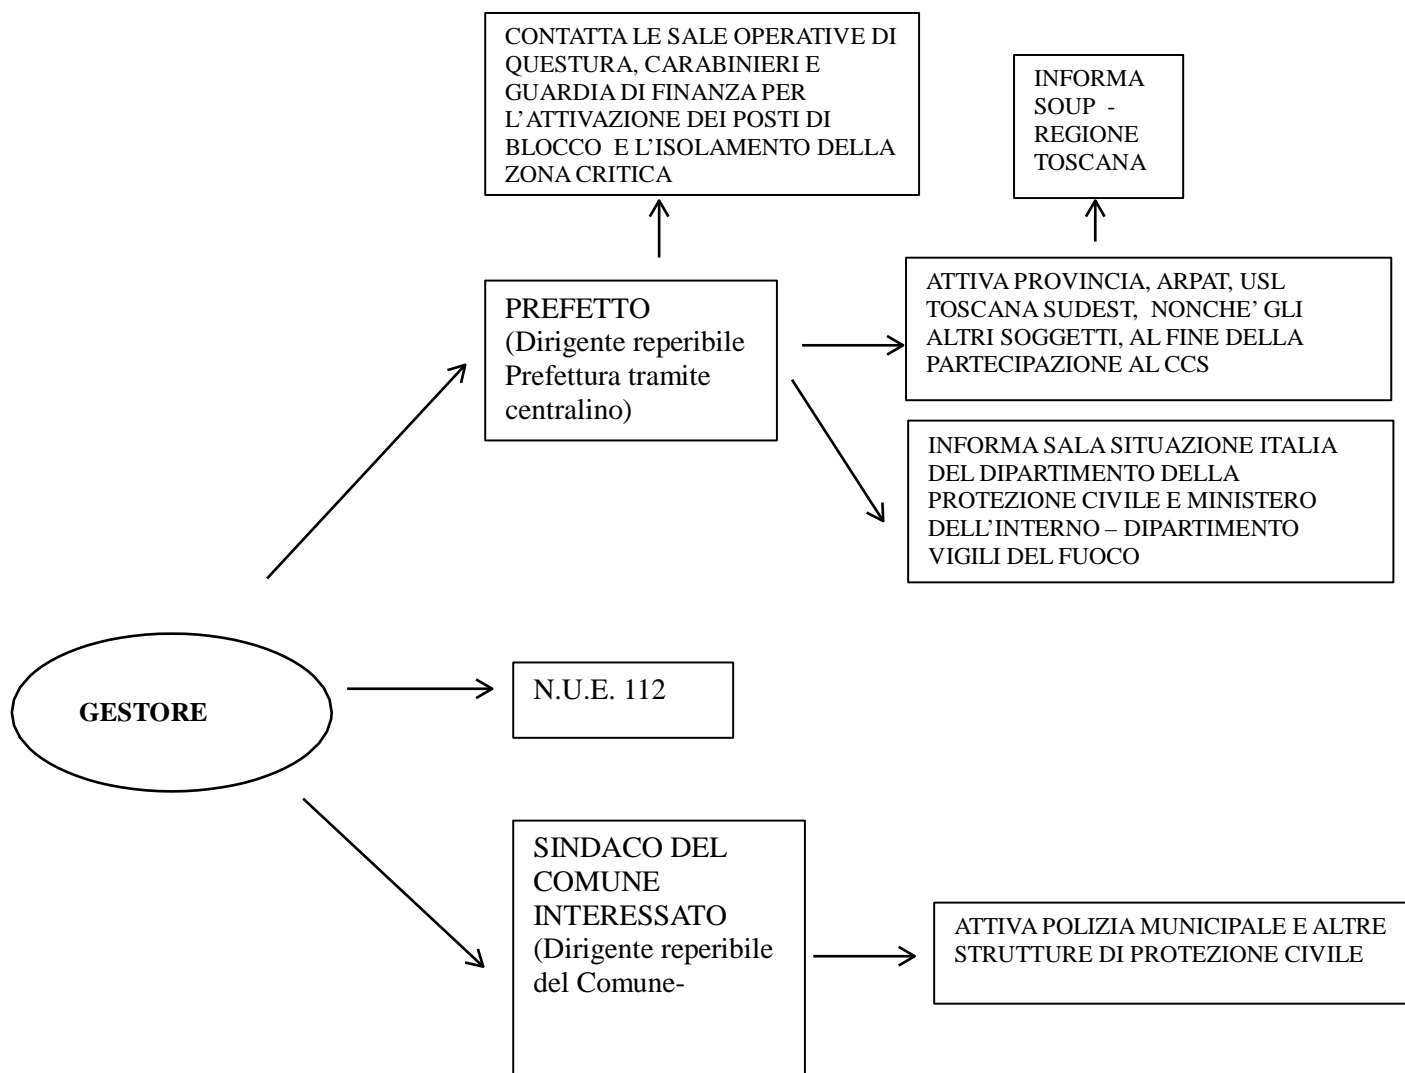 CONTATTA LE SALE OPERATIVE DI
QUESTURA, CARABINIERI E
GUARDIA DI FINANZA PER
L’ATTIVAZIONE DEI POSTI DI
BLOCCO E L’ISOLAMENTO DELLA
ZONA CRITICA
INFORMA
SOUP -
REGIONE
TOSCANA
PREFETTO
(Dirigente reperibile
Prefettura tramite
centralino)
ATTIVA PROVINCIA, ARPAT, USL
TOSCANA SUDEST, NONCHE’ GLI
ALTRI SOGGETTI, AL FINE DELLA
PARTECIPAZIONE AL CCS
INFORMA SALA SITUAZIONE ITALIA
DEL DIPARTIMENTO DELLA
PROTEZIONE CIVILE E MINISTERO
DELL’INTERNO – DIPARTIMENTO
VIGILI DEL FUOCO
GESTORE
N.U.E. 112
SINDACO DEL
COMUNE
INTERESSATO
(Dirigente reperibile
del Comune-
ATTIVA POLIZIA MUNICIPALE E ALTRE
STRUTTURE DI PROTEZIONE CIVILE